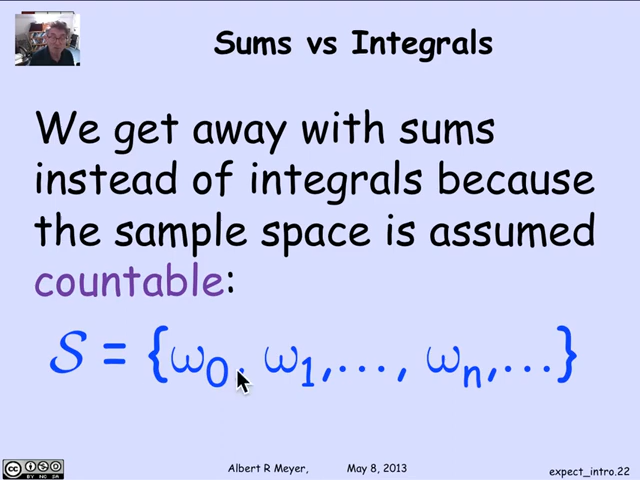 Sums vs Integrals
We get away with sums
instead of integrals because
the sample space is assumed
countable:
𝒮 = {ω₀, ω₁,..., ωₙ,...}
Albert R Meyer, May 8, 2013
expect_intro.22